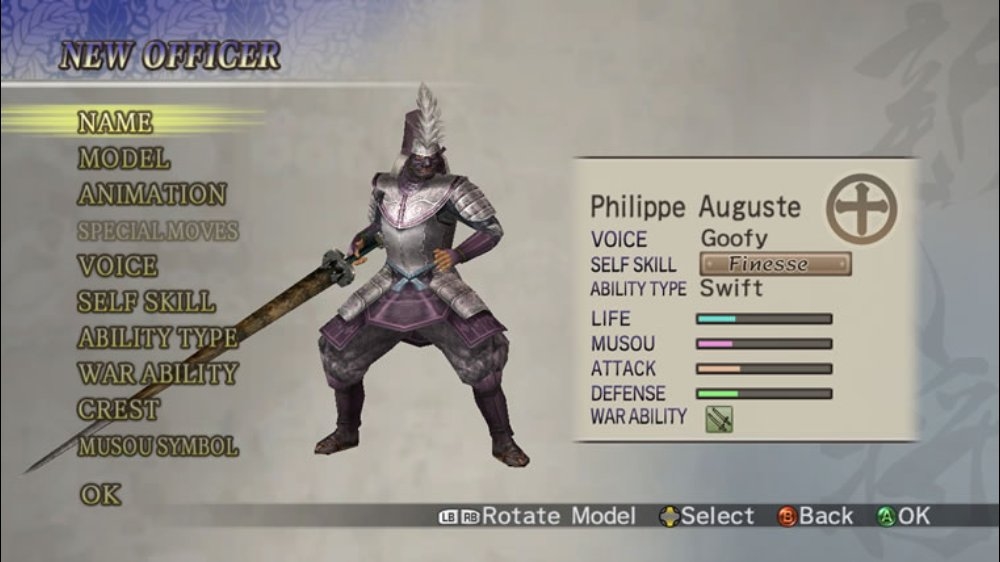 NEW OFFICER
NAME
MODEL
ANIMATION
SPECIAL MOVES
VOICE
SELF SKILL
ABILITY TYPE
WAR ABILITY
CREST
MUSOU SYMBOL
OK
Philippe Auguste
VOICE Goofy
SELF SKILL Finesse
ABILITY TYPE Swift
LIFE
MUSOU
ATTACK
DEFENSE
WAR ABILITY
LB RB Rotate Model Select B Back A OK